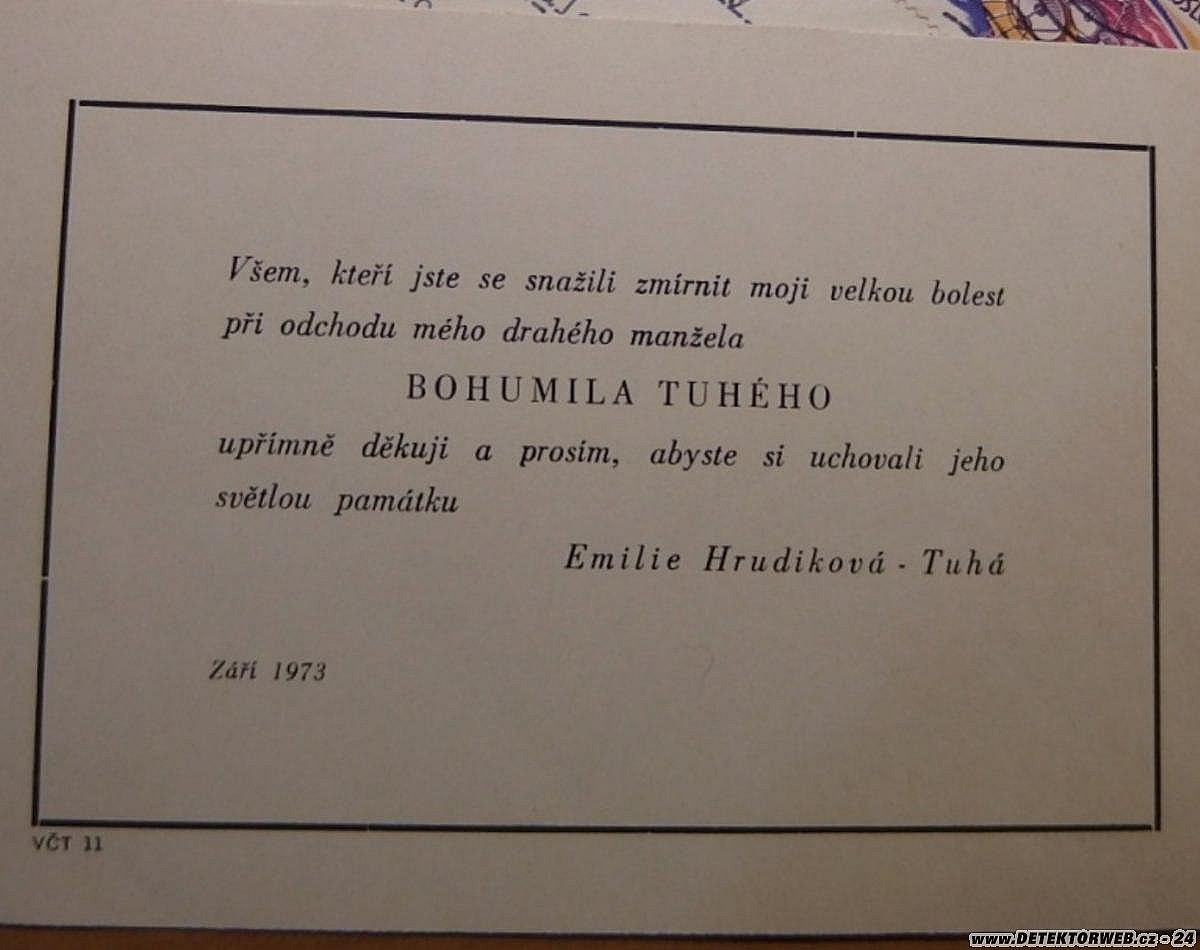 Všem, kteří jste se snažili zmírnit moji velkou bolest
při odchodu mého drahého manžela
BOHUMILA TUHÉHO
upřímně děkuji a prosím, abyste si uchovali jeho
světlou památku
Emilie Hrudiková - Tuhá
Září 1973
VČT 11
www.DETEKTORWEB.cz - 24